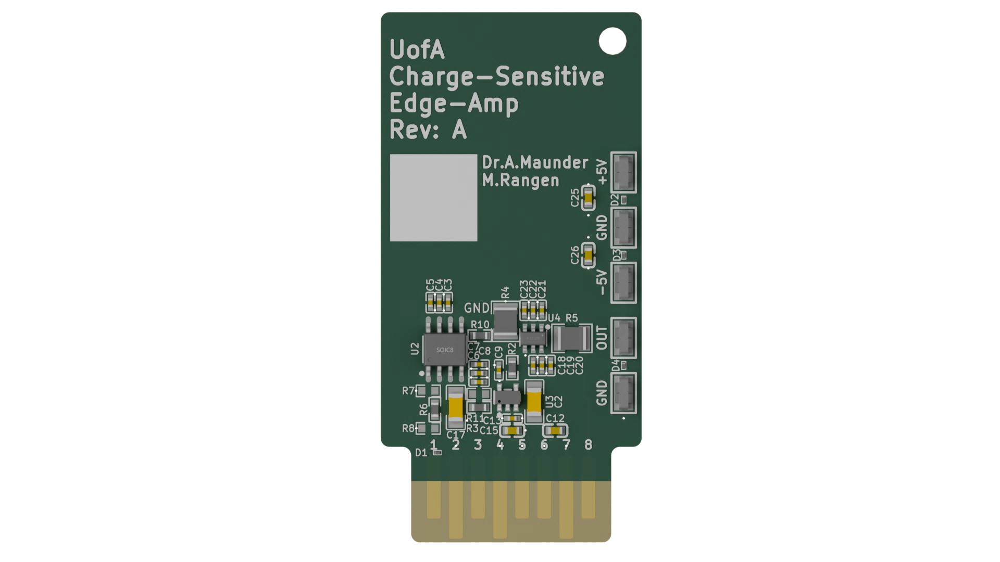 UofA
Charge-Sensitive
Edge-Amp
Rev: A
Dr.A.Maunder
M.Rangen
+5V
D2
C25
GND
D3
C26
-5V
C5
C4
C3
R4
C23
C22
C21
GND
U4
R5
R10
OUT
U2
SOIC8
C7
C8
C6
C9
R2
C18
C19
C20
D4
R7
GND
U3
C2
R6
R11
C13
C12
R8
R3
C15
C17
1 2 3 4 5 6 7 8
D1